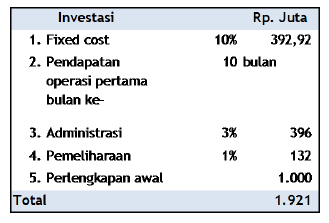 Investasi Rp. Juta
1. Fixed cost 10% 392,92
2. Pendapatan 10 bulan
operasi pertama
bulan ke-
3. Administrasi 3% 396
4. Pemeliharaan 1% 132
5. Perlengkapan awal 1.000
Total 1.921